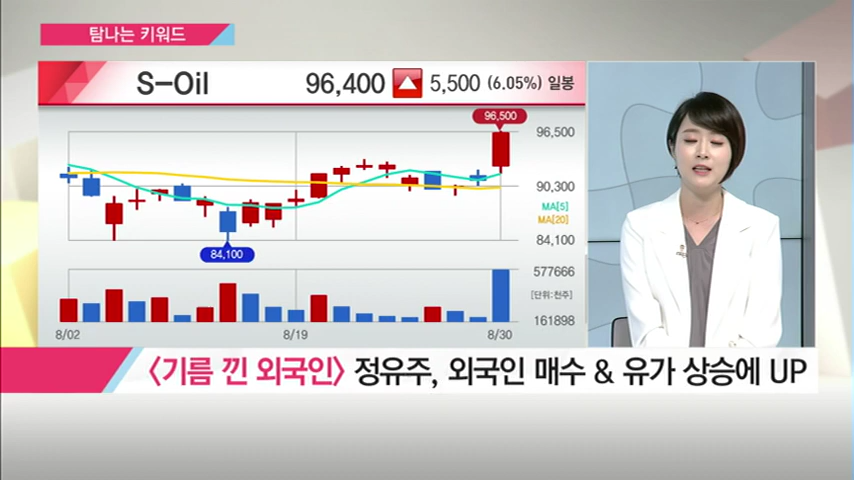 탐나는 키워드
S-Oil 96,400 ▲ 5,500 (6.05%) 일봉
96,500
96,500
90,300
MA[5]
MA[20]
84,100
84,100
577666
[단위:천주]
161898
8/02 8/19 8/30
<기름 낀 외국인> 정유주, 외국인 매수 & 유가 상승에 UP